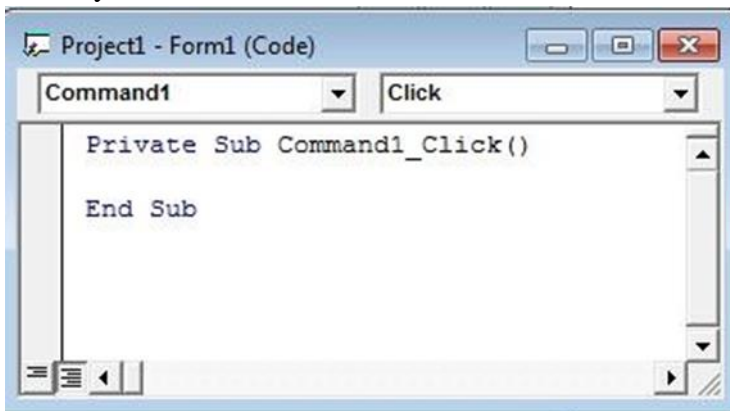 Project1 - Form1 (Code)
Command1 Click
Private Sub Command1_Click()
End Sub